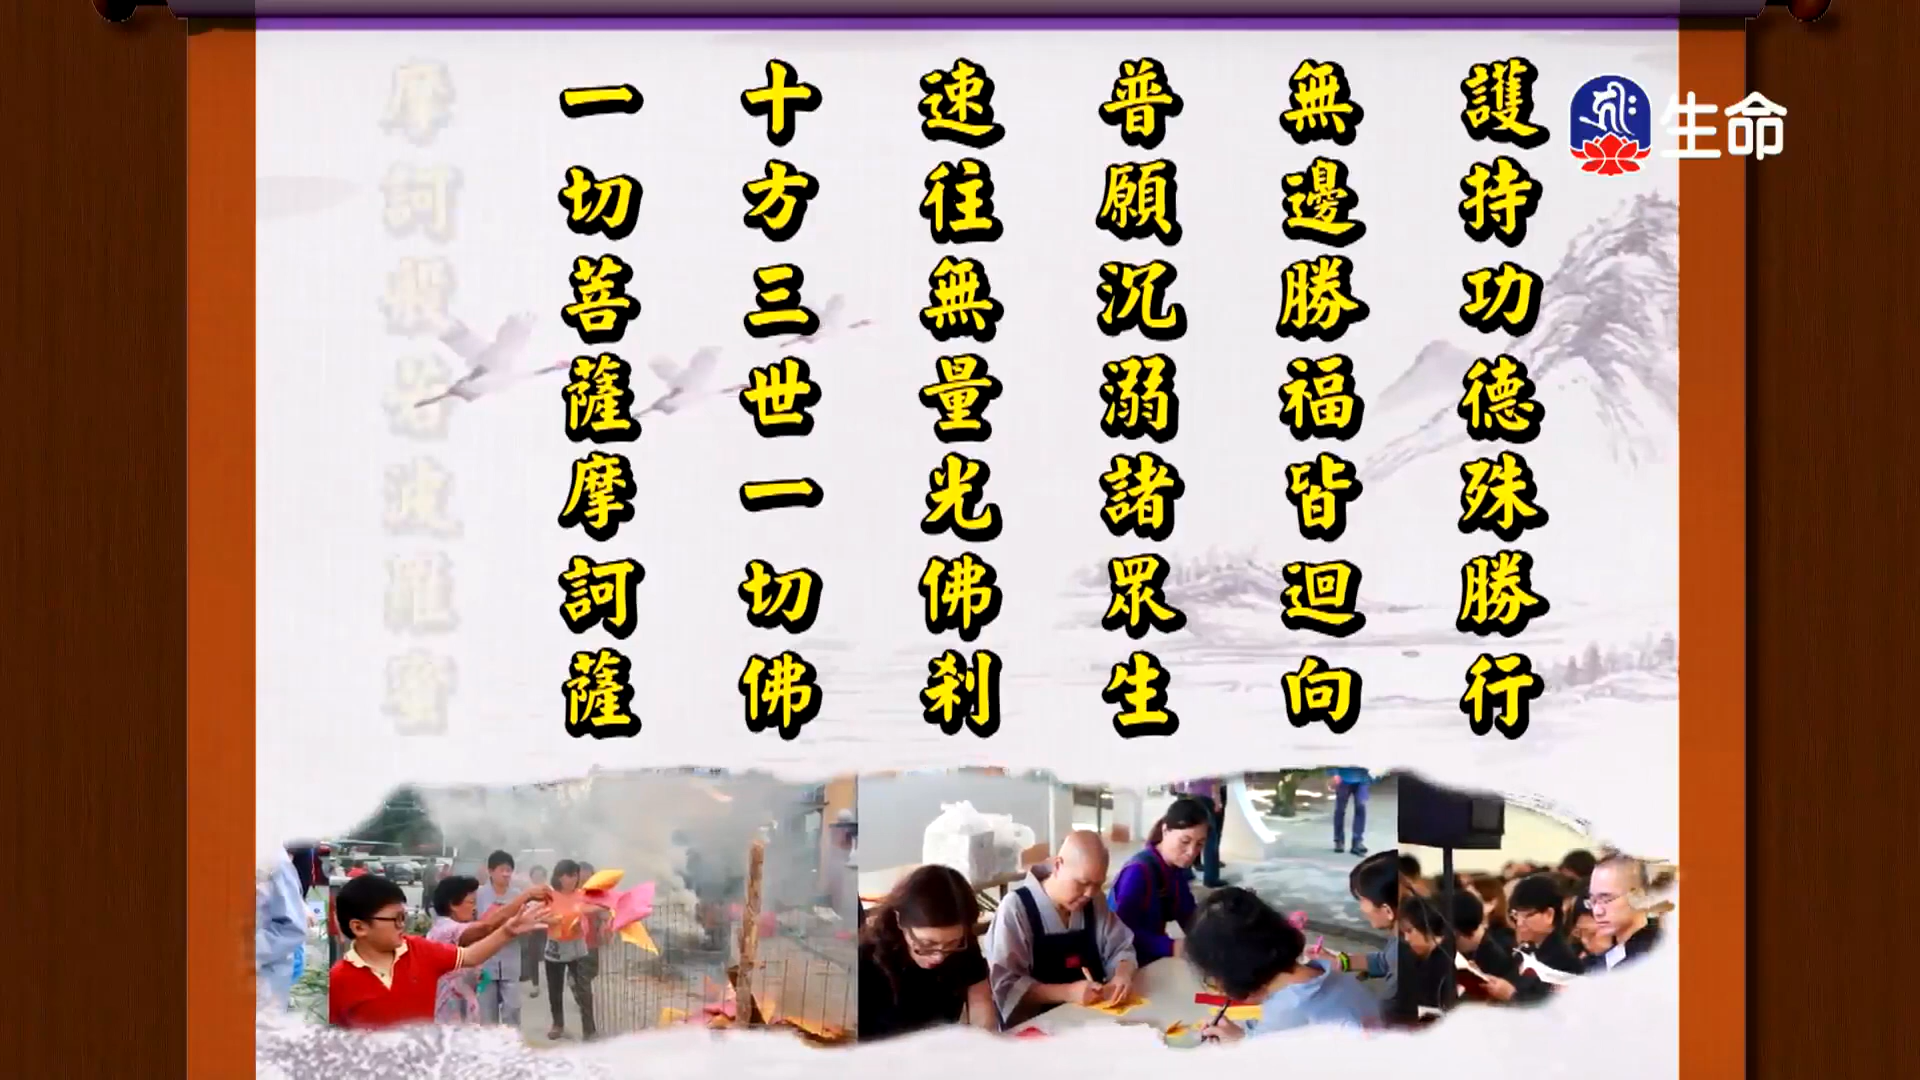 護持功德殊勝行
無邊勝福皆迴向
普願沉溺諸眾生
速往無量光佛剎
十方三世一切佛
一切菩薩摩訶薩
摩訶般若波羅蜜
生命